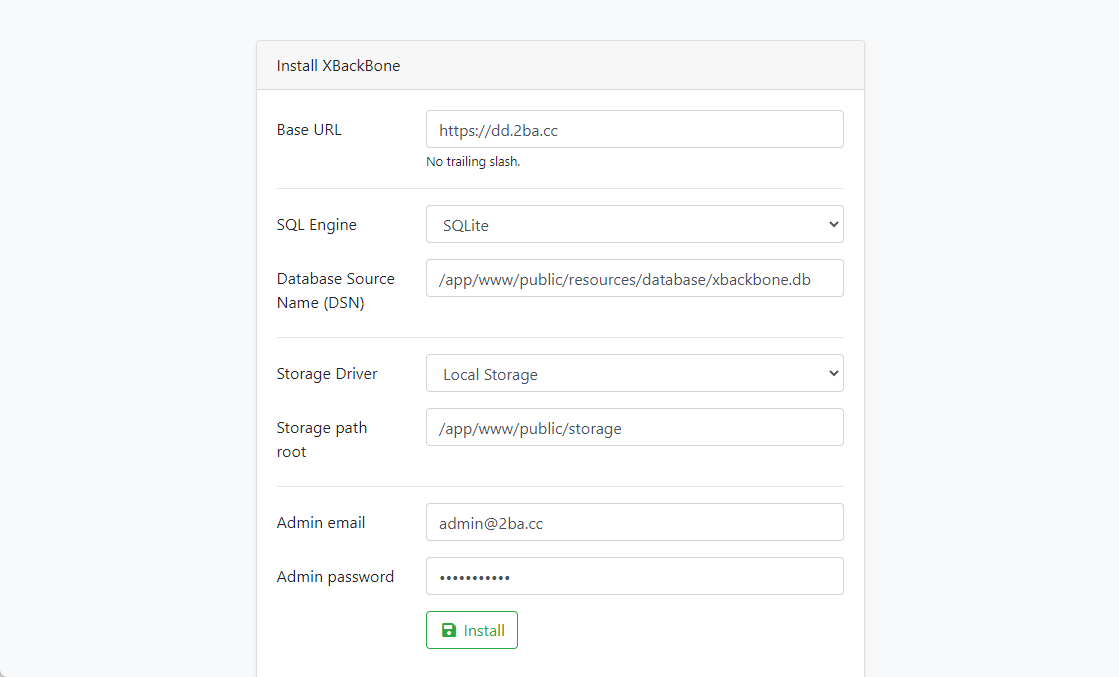 Install XBackBone
Base URL
https://dd.2ba.cc
No trailing slash.
SQL Engine
SQLite
Database Source
Name (DSN)
/app/www/public/resources/database/xbackbone.db
Storage Driver
Local Storage
Storage path
root
/app/www/public/storage
Admin email
admin@2ba.cc
Admin password
•••••••••••
Install